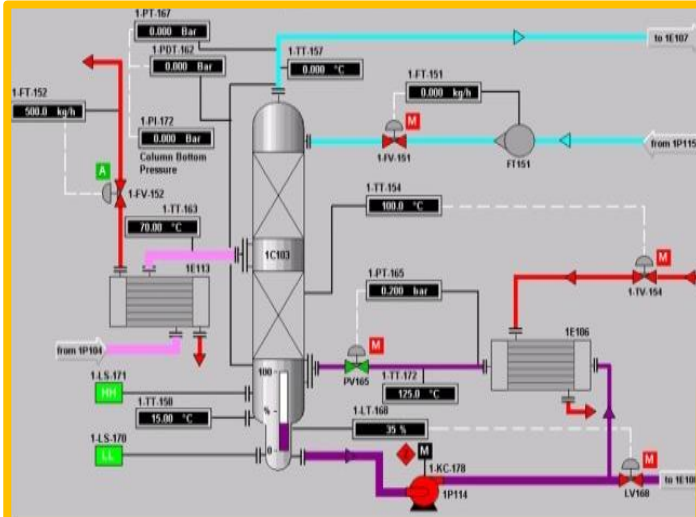 1-PT-167
0.000 Bar
1-PDT-162
0.000 Bar
1-TT-157
0.000 °C
to 1E107
1-FT-152
500.0 kg/h
1-FT-151
0.000 kg/h
1-PI-172
0.000 Bar
Column Bottom
Pressure
M
1-FV-151
FT151
from 1P115
A
1-FV-152
1-TT-154
100.0 °C
1-TT-163
70.00 °C
1C103
M
1-TV-154
1E113
1-PT-165
0.200 bar
1E106
from 1P104
M
PV165
1-TT-172
125.0 °C
1-LS-171
HH
100
%
0
1-TT-158
15.00 °C
1-LT-168
35 %
1-LS-170
LL
M
1-KC-178
1P114
M
LV168
to 1E108